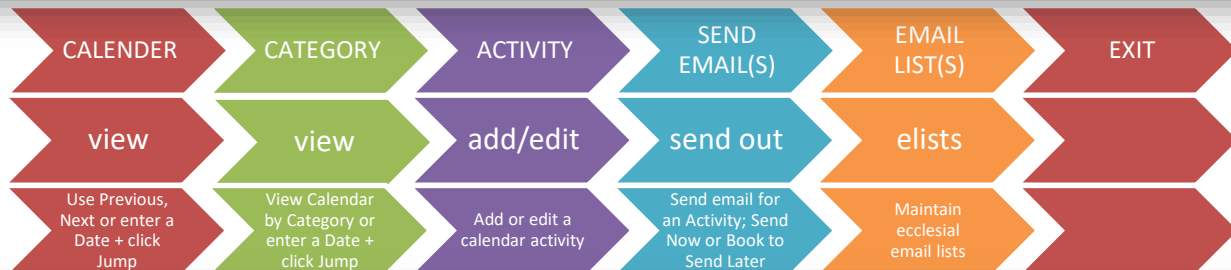 CALENDER
CATEGORY
ACTIVITY
SEND
EMAIL(S)
EMAIL
LIST(S)
EXIT
view
view
add/edit
send out
elists
Use Previous,
Next or enter a
Date + click
Jump
View Calendar
by Category or
enter a Date +
click Jump
Add or edit a
calendar activity
Send email for
an Activity; Send
Now or Book to
Send Later
Maintain
ecclesial
email lists